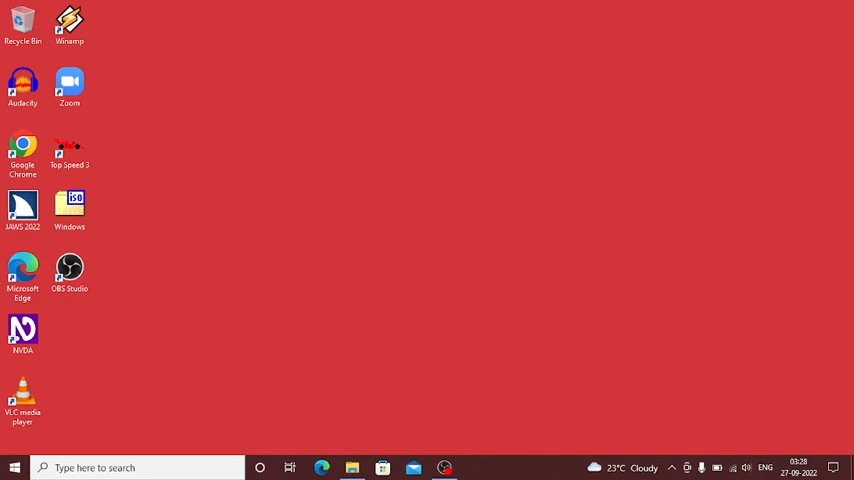 Recycle Bin
Winamp
Audacity
Zoom
Google
Chrome
Top Speed 3
JAWS 2022
iso
Windows
Microsoft
Edge
OBS Studio
NVDA
VLC media
player
Type here to search
23°C Cloudy
ENG
03:28
27-09-2022